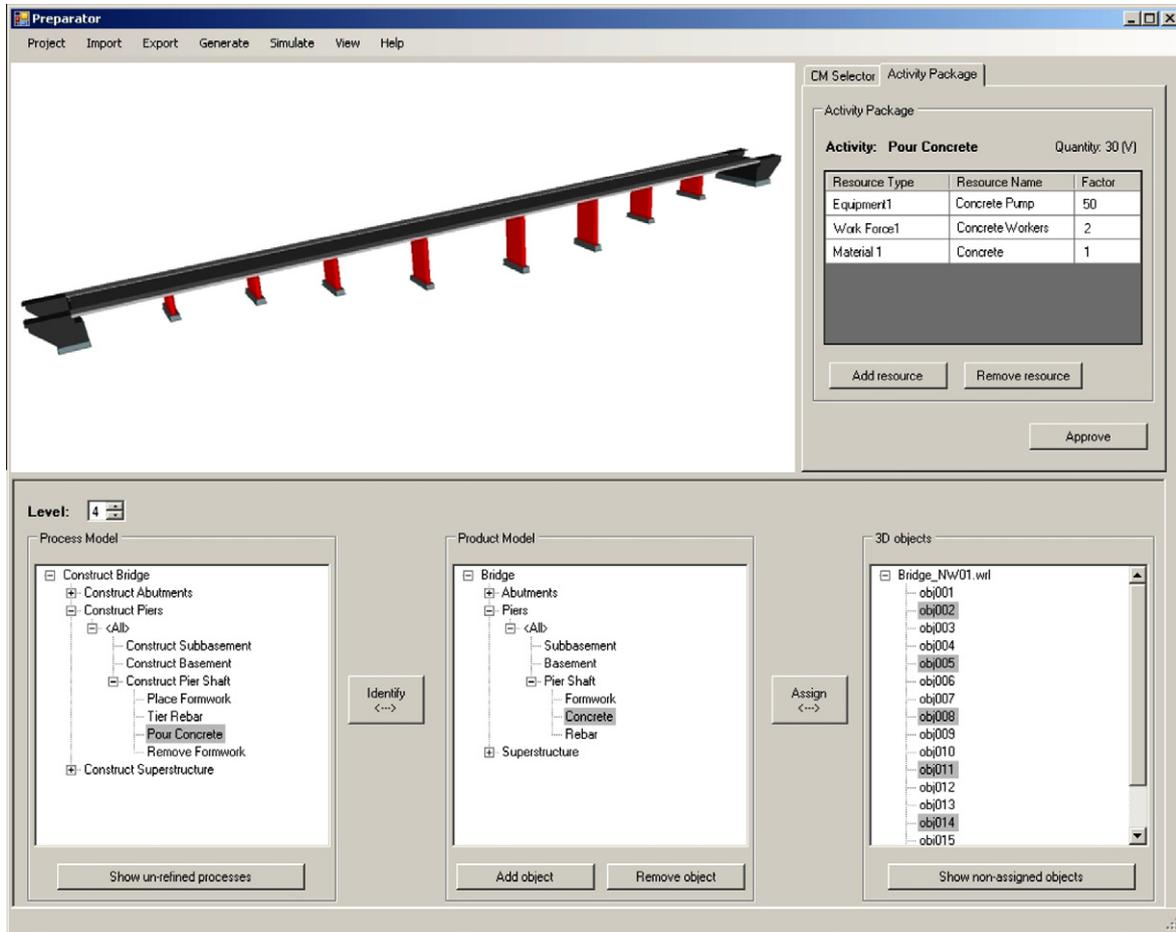 Preparator
Project Import Export Generate Simulate View Help
CM Selector Activity Package
Activity Package
Activity: Pour Concrete Quantity: 30 (V)
Resource Type Resource Name Factor
Equipment1 Concrete Pump 50
Work Force1 Concrete Workers 2
Material 1 Concrete 1
Add resource Remove resource
Approve
Level: 4
Process Model
Construct Bridge
Construct Abutments
Construct Piers
<All>
Construct Subbasement
Construct Basement
Construct Pier Shaft
Place Formwork
Tier Rebar
Pour Concrete
Remove Formwork
Construct Superstructure
Show un-refined processes
Identify
<--->
Product Model
Bridge
Abutments
Piers
<All>
Subbasement
Basement
Pier Shaft
Formwork
Concrete
Rebar
Superstructure
Add object Remove object
Assign
<--->
3D objects
Bridge_NW01.wrl
obj001
obj002
obj003
obj004
obj005
obj006
obj007
obj008
obj009
obj010
obj011
obj012
obj013
obj014
obj015
Show non-assigned objects